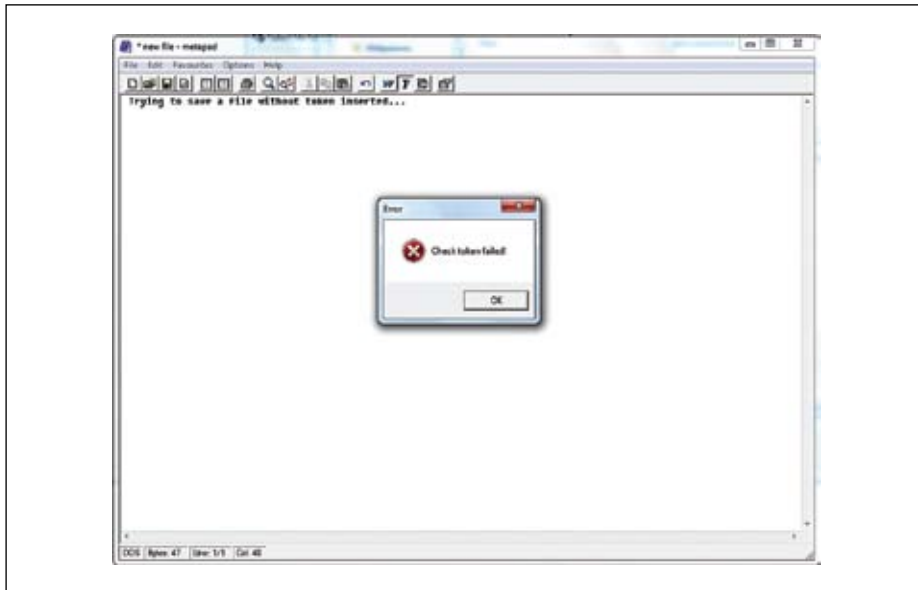 * new file - metapad
File Edit Favourites Options Help
Trying to save a File without token inserted...
Error
Check token failed!
OK
DOS Bytes: 47 Line: 1/1 Col: 48